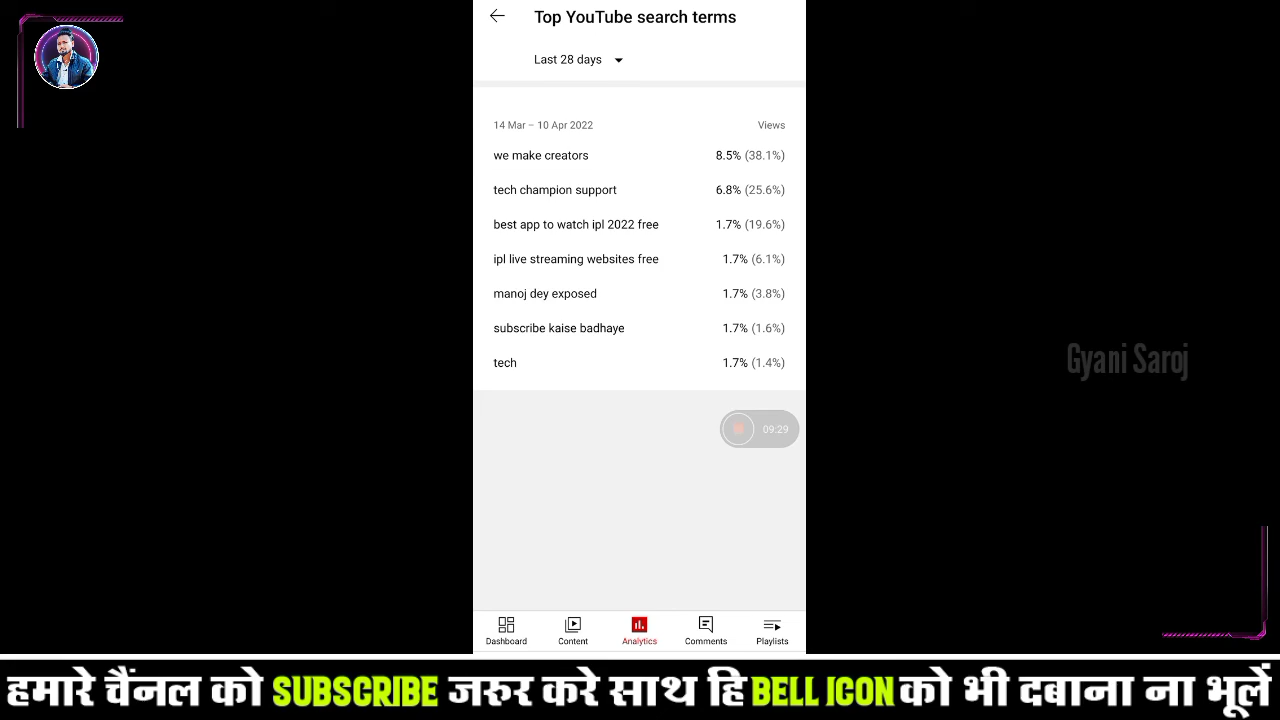 Top YouTube search terms
Last 28 days
14 Mar – 10 Apr 2022 Views
we make creators 8.5% (38.1%)
tech champion support 6.8% (25.6%)
best app to watch ipl 2022 free 1.7% (19.6%)
ipl live streaming websites free 1.7% (6.1%)
manoj dey exposed 1.7% (3.8%)
subscribe kaise badhaye 1.7% (1.6%)
tech 1.7% (1.4%)
Gyani Saroj
09:29
Dashboard Content Analytics Comments Playlists
हमारे चैंनल को SUBSCRIBE जरुर करे साथ हि BELL ICON को भी दबाना ना भूलें